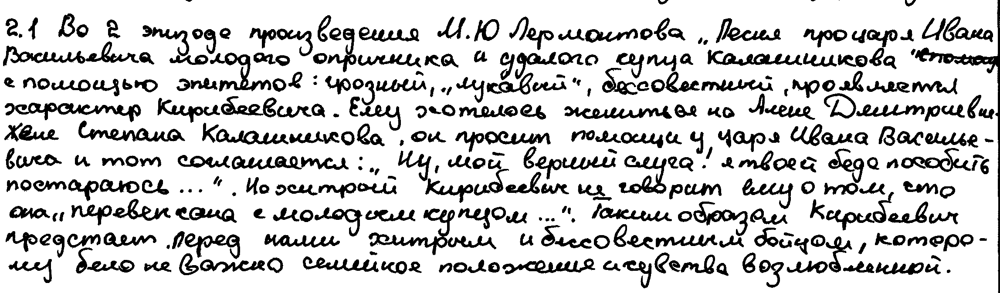 2.1 Во 2 эпизоде произведения М.Ю Лермонтова „Песня про царя Ивана
Васильевича молодого опричника и удалого купца Калашникова"
с помощью эпитетов: грозный, „лукавый“, бессовестный, проявляется
характер Кирибеевича. Ему хотелось жениться на Алене Дмитриевне-
жене Степана Калашникова, он просит помощи у царя Ивана Василье-
вича и тот соглашается: „Ну, мой верный слуга! я твоей беде пособить
постараюсь...“. Но хитрый Кирибеевич не говорит ему о том, что
она „перевенчана с молодым купцом...“. Таким образом Кирибеевич
предстает перед нами хитрым и бессовестным бойцом, которо-
му было не важно семейное положение и чувства возлюбленной.